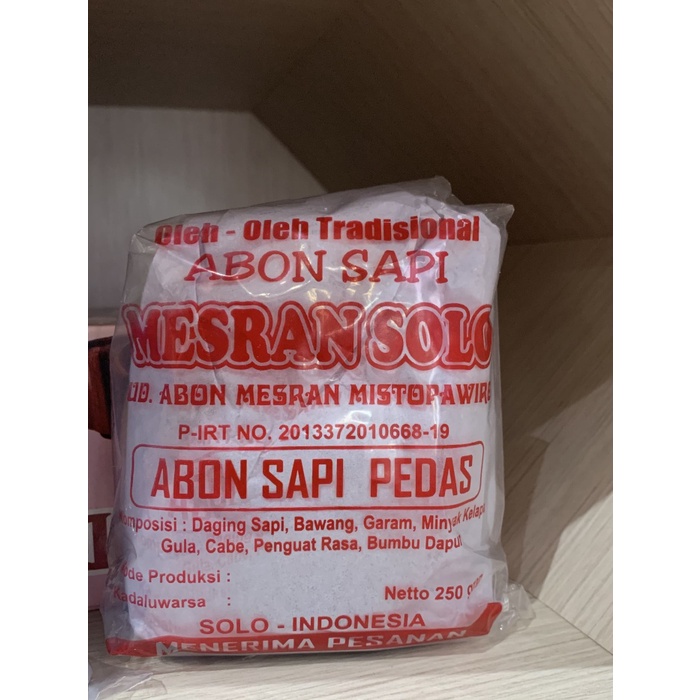 Oleh - Oleh Tradisional
ABON SAPI
MESRAN SOLO
UD. ABON MESRAN MISTOPAWIRO
P-IRT NO. 2013372010668-19
ABON SAPI PEDAS
Komposisi : Daging Sapi, Bawang, Garam, Minyak Kelapa
Gula, Cabe, Penguat Rasa, Bumbu Dapur
Kode Produksi :
Kadaluwarsa :
Netto 250 gram
SOLO - INDONESIA
MENERIMA PESANAN